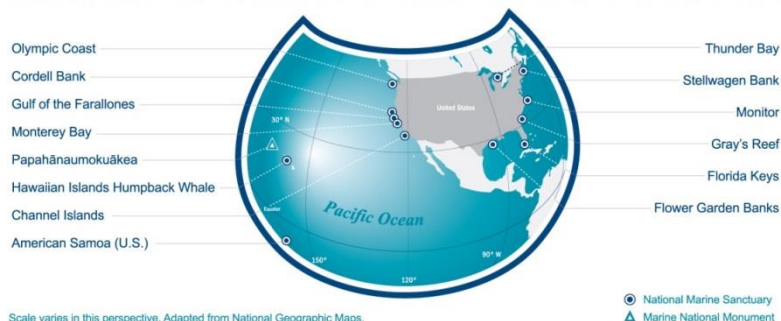 Olympic Coast
Cordell Bank
Gulf of the Farallones
Monterey Bay
Papahānaumokuākea
Hawaiian Islands Humpback Whale
Channel Islands
American Samoa (U.S.)
30° N
United States
Equator
Pacific Ocean
150°
120°
90° W
Thunder Bay
Stellwagen Bank
Monitor
Gray's Reef
Florida Keys
Flower Garden Banks
Scale varies in this perspective. Adapted from National Geographic Maps.
National Marine Sanctuary
Marine National Monument